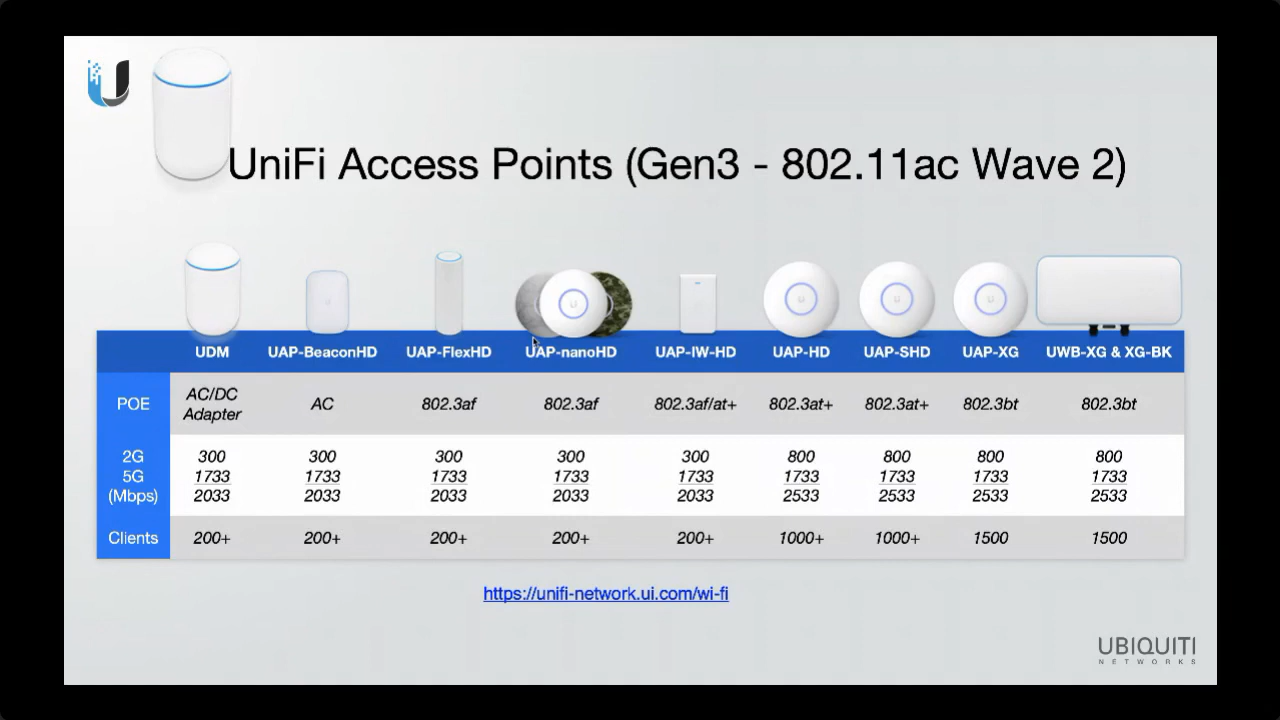 UniFi Access Points (Gen3 - 802.11ac Wave 2)
UDM UAP-BeaconHD UAP-FlexHD UAP-nanoHD UAP-IW-HD UAP-HD UAP-SHD UAP-XG UWB-XG & XG-BK
POE AC/DC Adapter AC 802.3af 802.3af 802.3af/at+ 802.3at+ 802.3at+ 802.3bt 802.3bt
2G 300 300 300 300 300 800 800 800 800
5G 1733 1733 1733 1733 1733 1733 1733 1733 1733
(Mbps) 2033 2033 2033 2033 2033 2533 2533 2533 2533
Clients 200+ 200+ 200+ 200+ 200+ 1000+ 1000+ 1500 1500
https://unifi-network.ui.com/wi-fi
UBIQUITI
NETWORKS